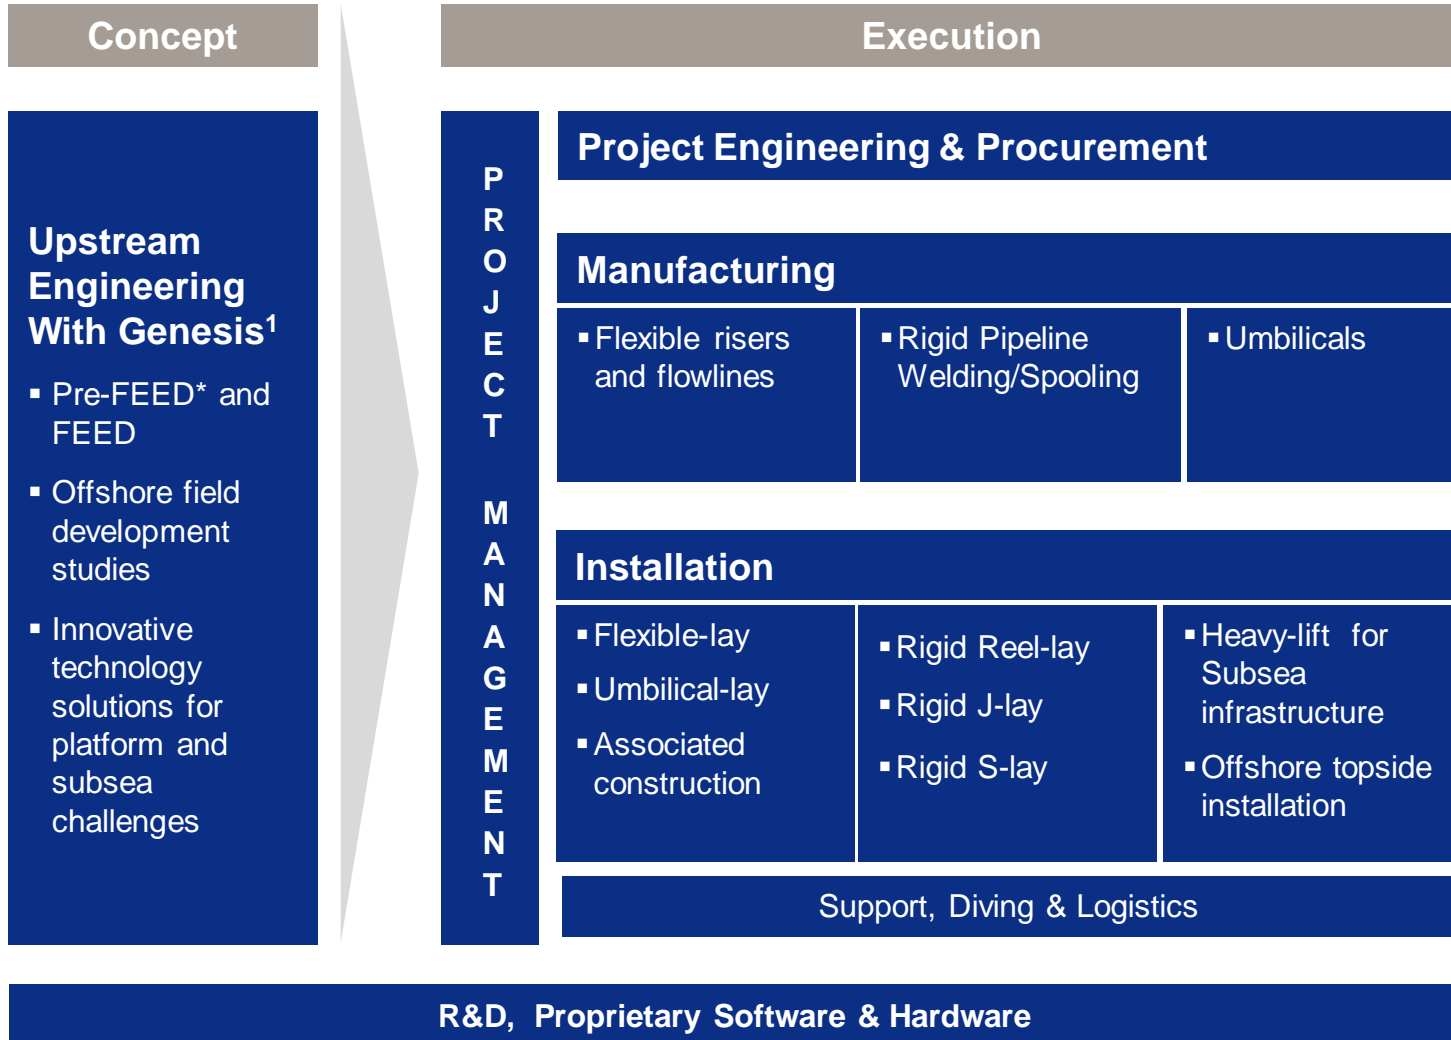 Concept
Execution
Upstream
Engineering
With Genesis¹
▪ Pre-FEED* and
FEED
▪ Offshore field
development
studies
▪ Innovative
technology
solutions for
platform and
subsea
challenges
P
R
O
J
E
C
T
M
A
N
A
G
E
M
E
N
T
Project Engineering & Procurement
Manufacturing
▪ Flexible risers
and flowlines
▪ Rigid Pipeline
Welding/Spooling
▪ Umbilicals
Installation
▪ Flexible-lay
▪ Umbilical-lay
▪ Associated
construction
▪ Rigid Reel-lay
▪ Rigid J-lay
▪ Rigid S-lay
▪ Heavy-lift for
Subsea
infrastructure
▪ Offshore topside
installation
Support, Diving & Logistics
R&D, Proprietary Software & Hardware